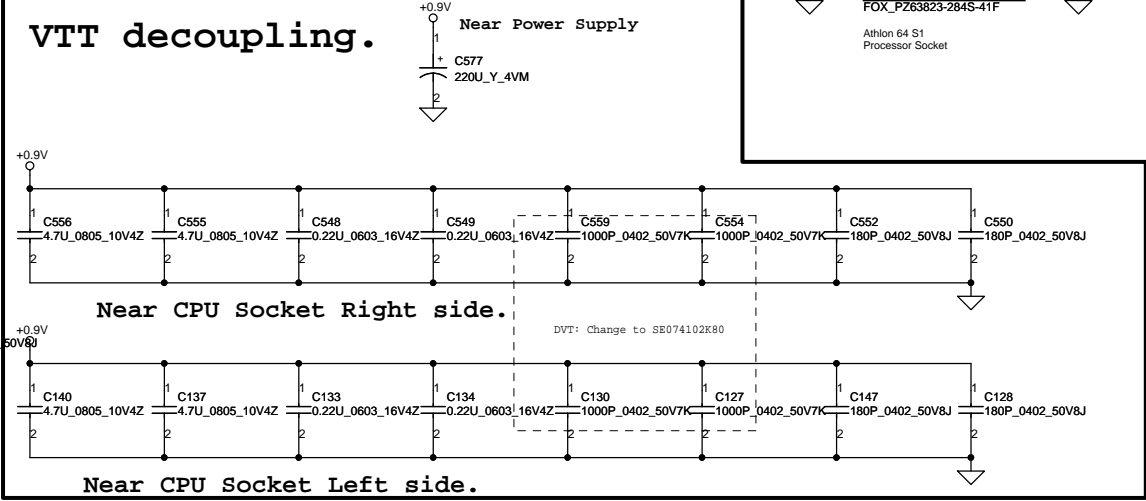 +0.9V
VTT decoupling.
Near Power Supply
1
+
C577
220U_Y_4VM
2
FOX_PZ63823-284S-41F
Athlon 64 S1
Processor Socket
+0.9V
1 1 1 1 1 1 1 1
C556 C555 C548 C549 C559 C554 C552 C550
4.7U_0805_10V4Z 4.7U_0805_10V4Z 0.22U_0603_16V4Z 0.22U_0603_16V4Z 1000P_0402_50V7K 1000P_0402_50V7K 180P_0402_50V8J 180P_0402_50V8J
2 2 2 2 2 2 2 2
Near CPU Socket Right side.
DVT: Change to SE074102K80
+0.9V
_50V8J
1 1 1 1 1 1 1 1
C140 C137 C133 C134 C130 C127 C147 C128
4.7U_0805_10V4Z 4.7U_0805_10V4Z 0.22U_0603_16V4Z 0.22U_0603_16V4Z 1000P_0402_50V7K 1000P_0402_50V7K 180P_0402_50V8J 180P_0402_50V8J
2 2 2 2 2 2 2 2
Near CPU Socket Left side.